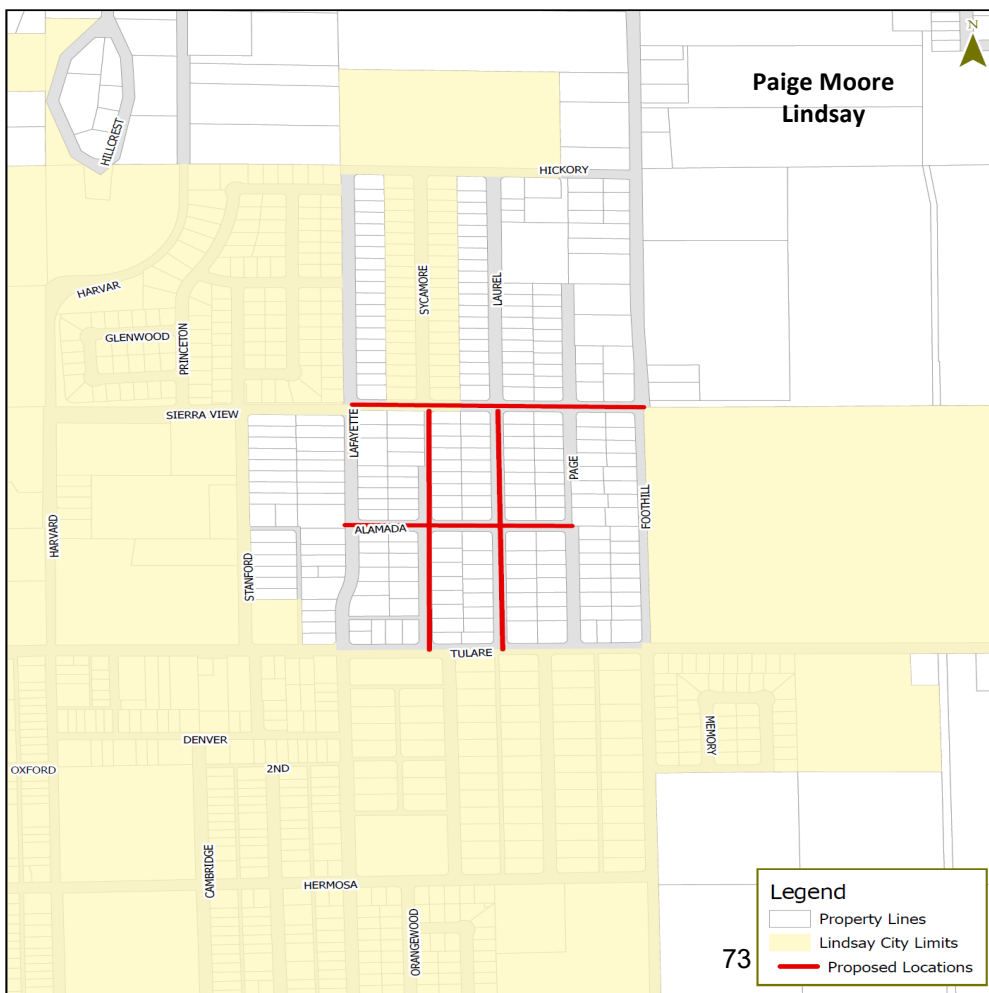 N
Paige Moore
Lindsay
HILLCREST
HICKORY
SYCAMORE
LAUREL
HARVAR
GLENWOOD
PRINCETON
SIERRA VIEW
LAFAYETTE
PAGE
FOOTHILL
HARVARD
ALAMADA
STANFORD
TULARE
MEMORY
DENVER
OXFORD
2ND
CAMBRIDGE
HERMOSA
ORANGEWOOD
Legend
Property Lines
Lindsay City Limits
Proposed Locations
73